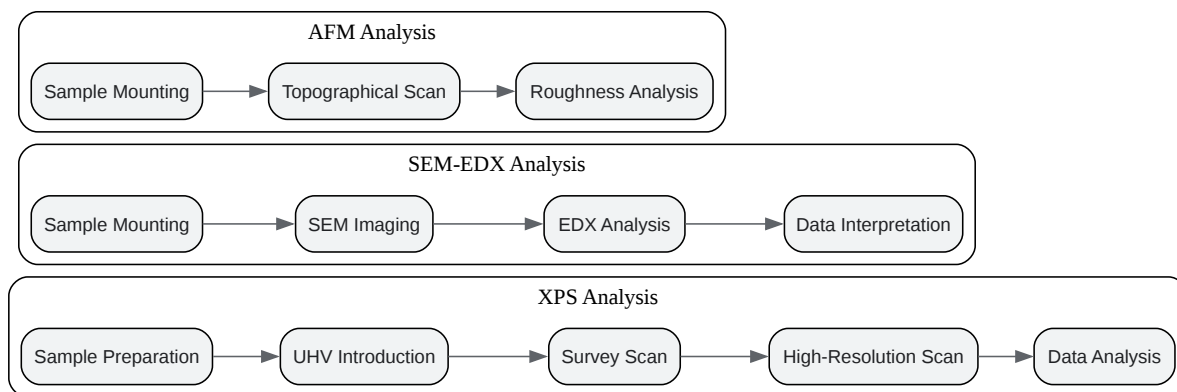 AFM Analysis
Sample Mounting
Topographical Scan
Roughness Analysis
SEM-EDX Analysis
Sample Mounting
SEM Imaging
EDX Analysis
Data Interpretation
XPS Analysis
Sample Preparation
UHV Introduction
Survey Scan
High-Resolution Scan
Data Analysis